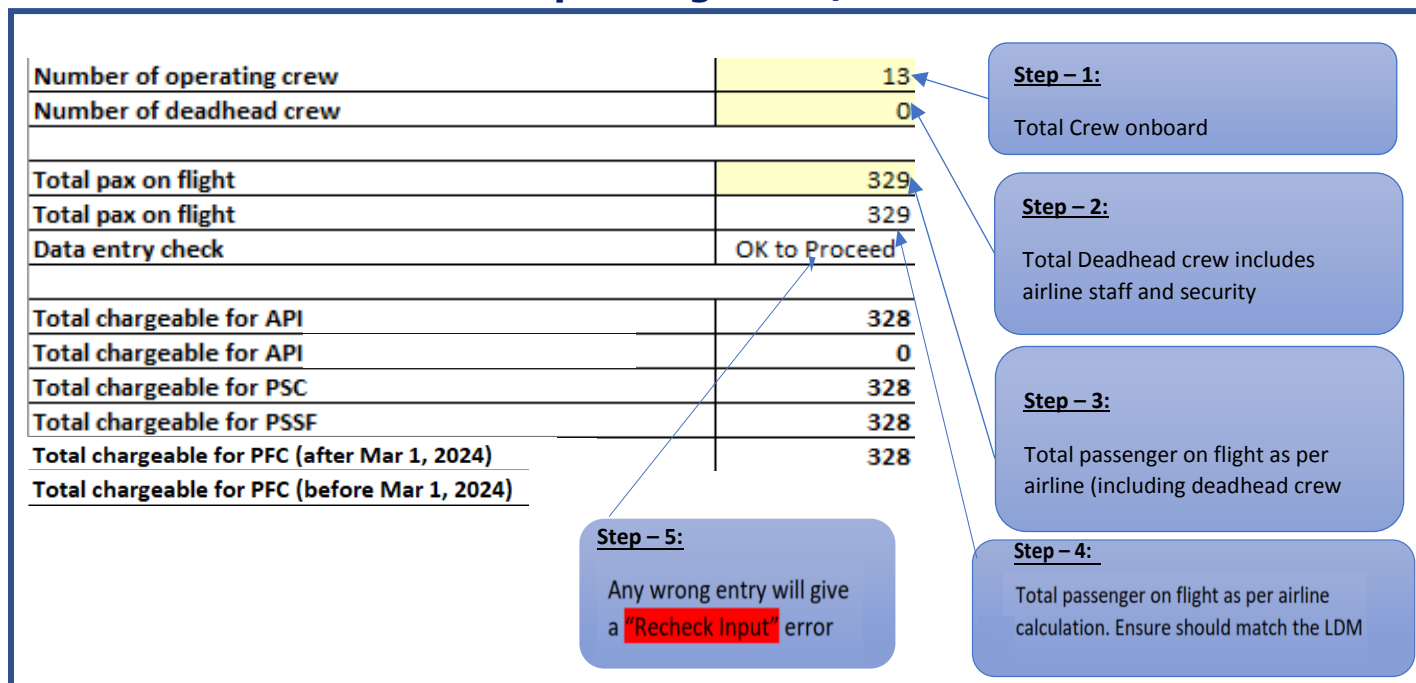 Number of operating crew 13
Number of deadhead crew 0
Total pax on flight 329
Total pax on flight 329
Data entry check OK to Proceed
Total chargeable for API 328
Total chargeable for API 0
Total chargeable for PSC 328
Total chargeable for PSSF 328
Total chargeable for PFC (after Mar 1, 2024) 328
Total chargeable for PFC (before Mar 1, 2024)
Step – 1:
Total Crew onboard
Step – 2:
Total Deadhead crew includes
airline staff and security
Step – 3:
Total passenger on flight as per
airline (including deadhead crew
Step – 4:
Total passenger on flight as per airline
calculation. Ensure should match the LDM
Step – 5:
Any wrong entry will give
a “Recheck Input” error